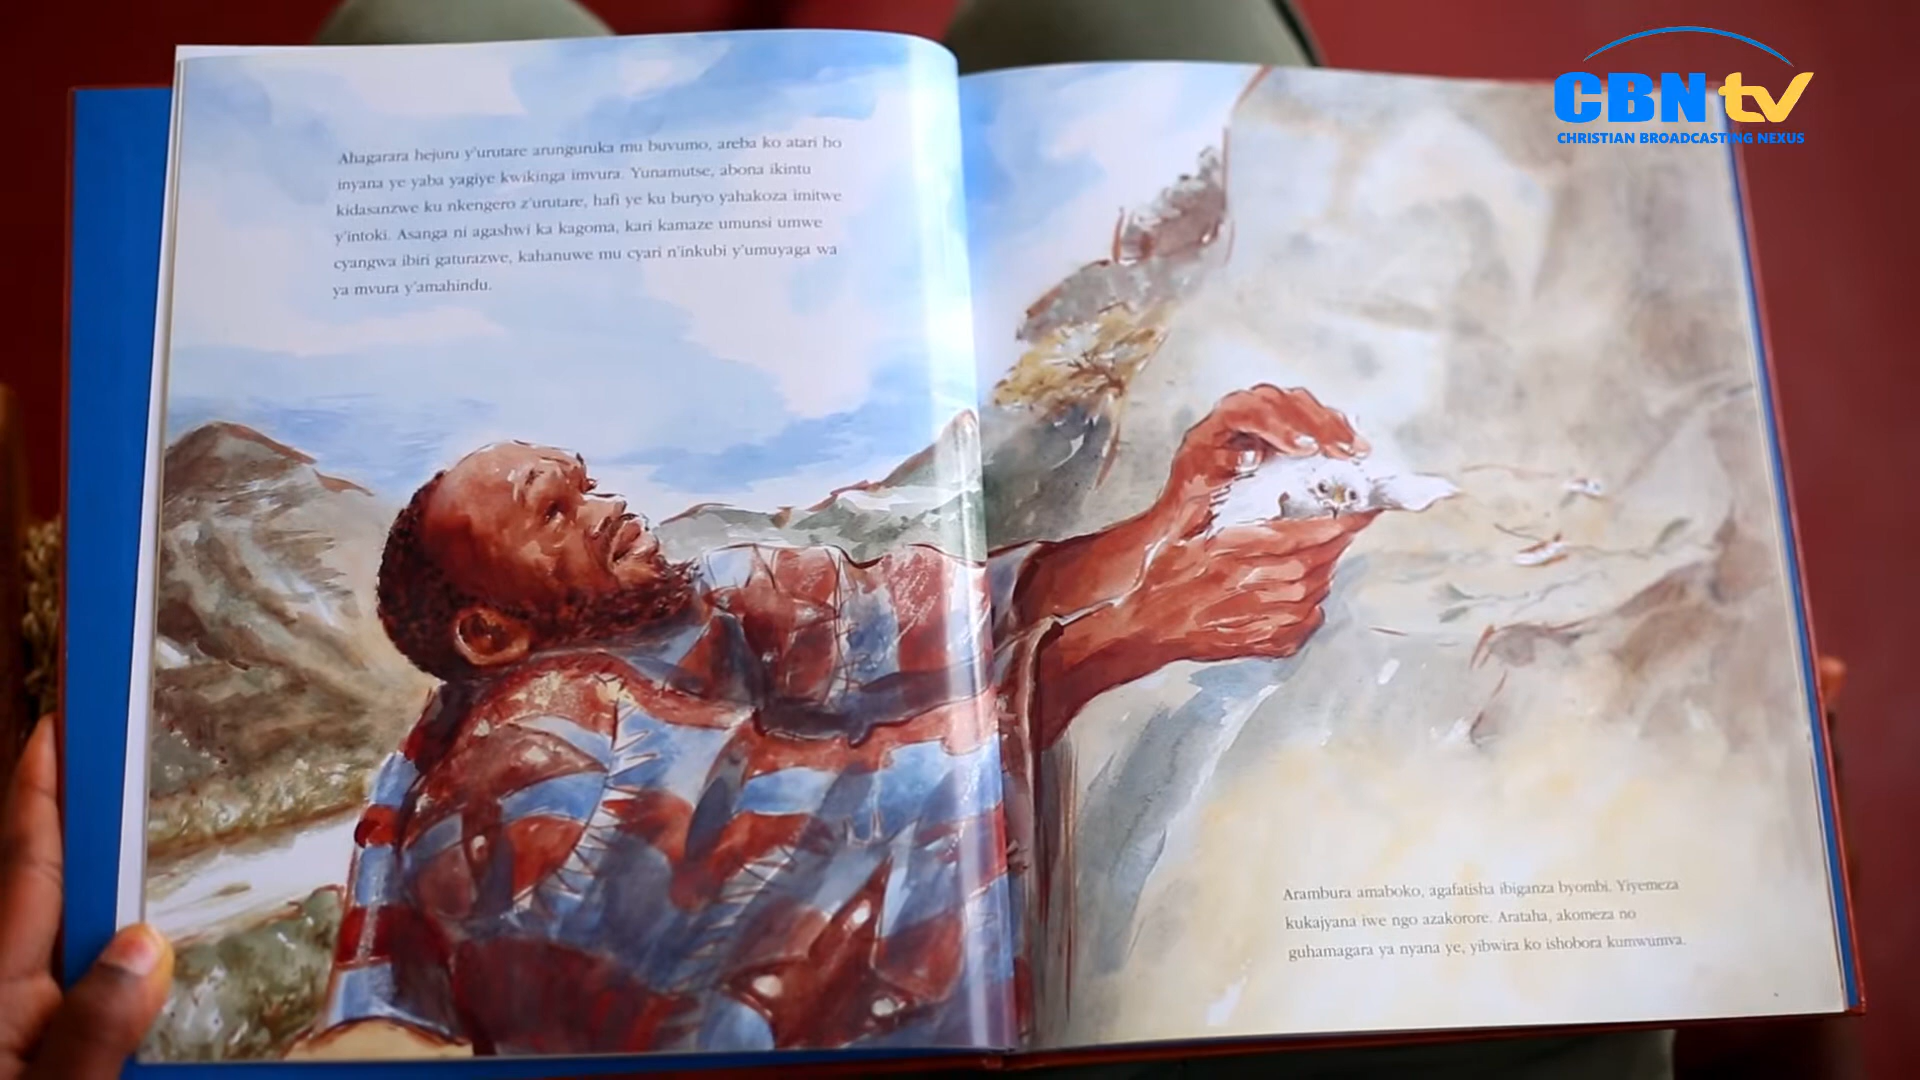 Ahagarara hejuru y'urutare arunguruka mu buvumo, areba ko atari ho
inyana ye yaba yagiye kwikinga imvura. Yunamutse, abona ikintu
kidasanzwe ku nkengero z'urutare, hafi ye ku buryo yahakoza imitwe
y'intoki. Asanga ni agashwi ka kagoma, kari kamaze umunsi umwe
cyangwa ibiri gaturazwe, kahanuwe mu cyari n'inkubi y'umuyaga wa
ya mvura y'amahindu.
Arambura amaboko, agafatisha ibiganza byombi. Yiyemeza
kukajyana iwe ngo azakorore. Arataha, akomeza no
guhamagara ya nyana ye, yibwira ko ishobora kumwumva.
CBN tv
CHRISTIAN BROADCASTING NEXUS